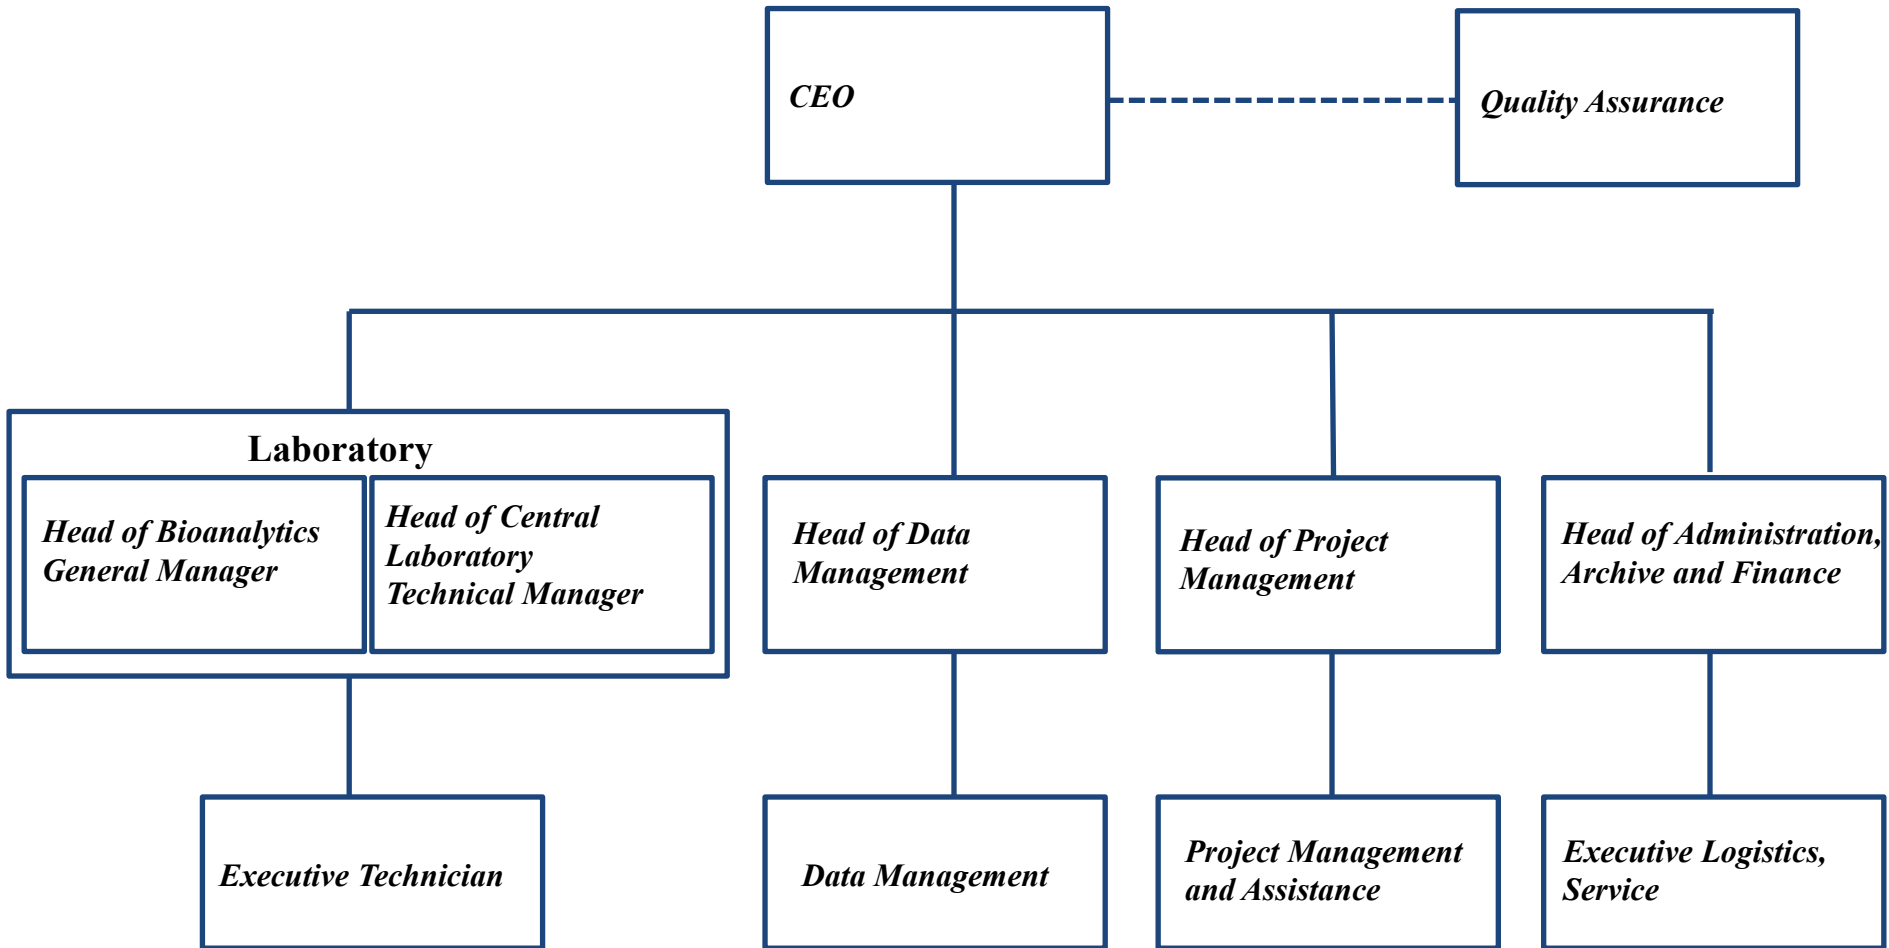 CEO
Quality Assurance
Laboratory
Head of Bioanalytics
General Manager
Head of Central
Laboratory
Technical Manager
Head of Data
Management
Head of Project
Management
Head of Administration,
Archive and Finance
Executive Technician
Data Management
Project Management
and Assistance
Executive Logistics,
Service